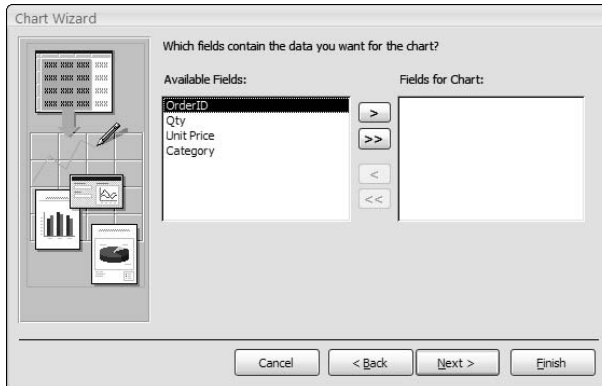 Chart Wizard
Which fields contain the data you want for the chart?
Available Fields:
Fields for Chart:
OrderID
Qty
Unit Price
Category
>
>>
<
<<
Cancel
< Back
Next >
Finish